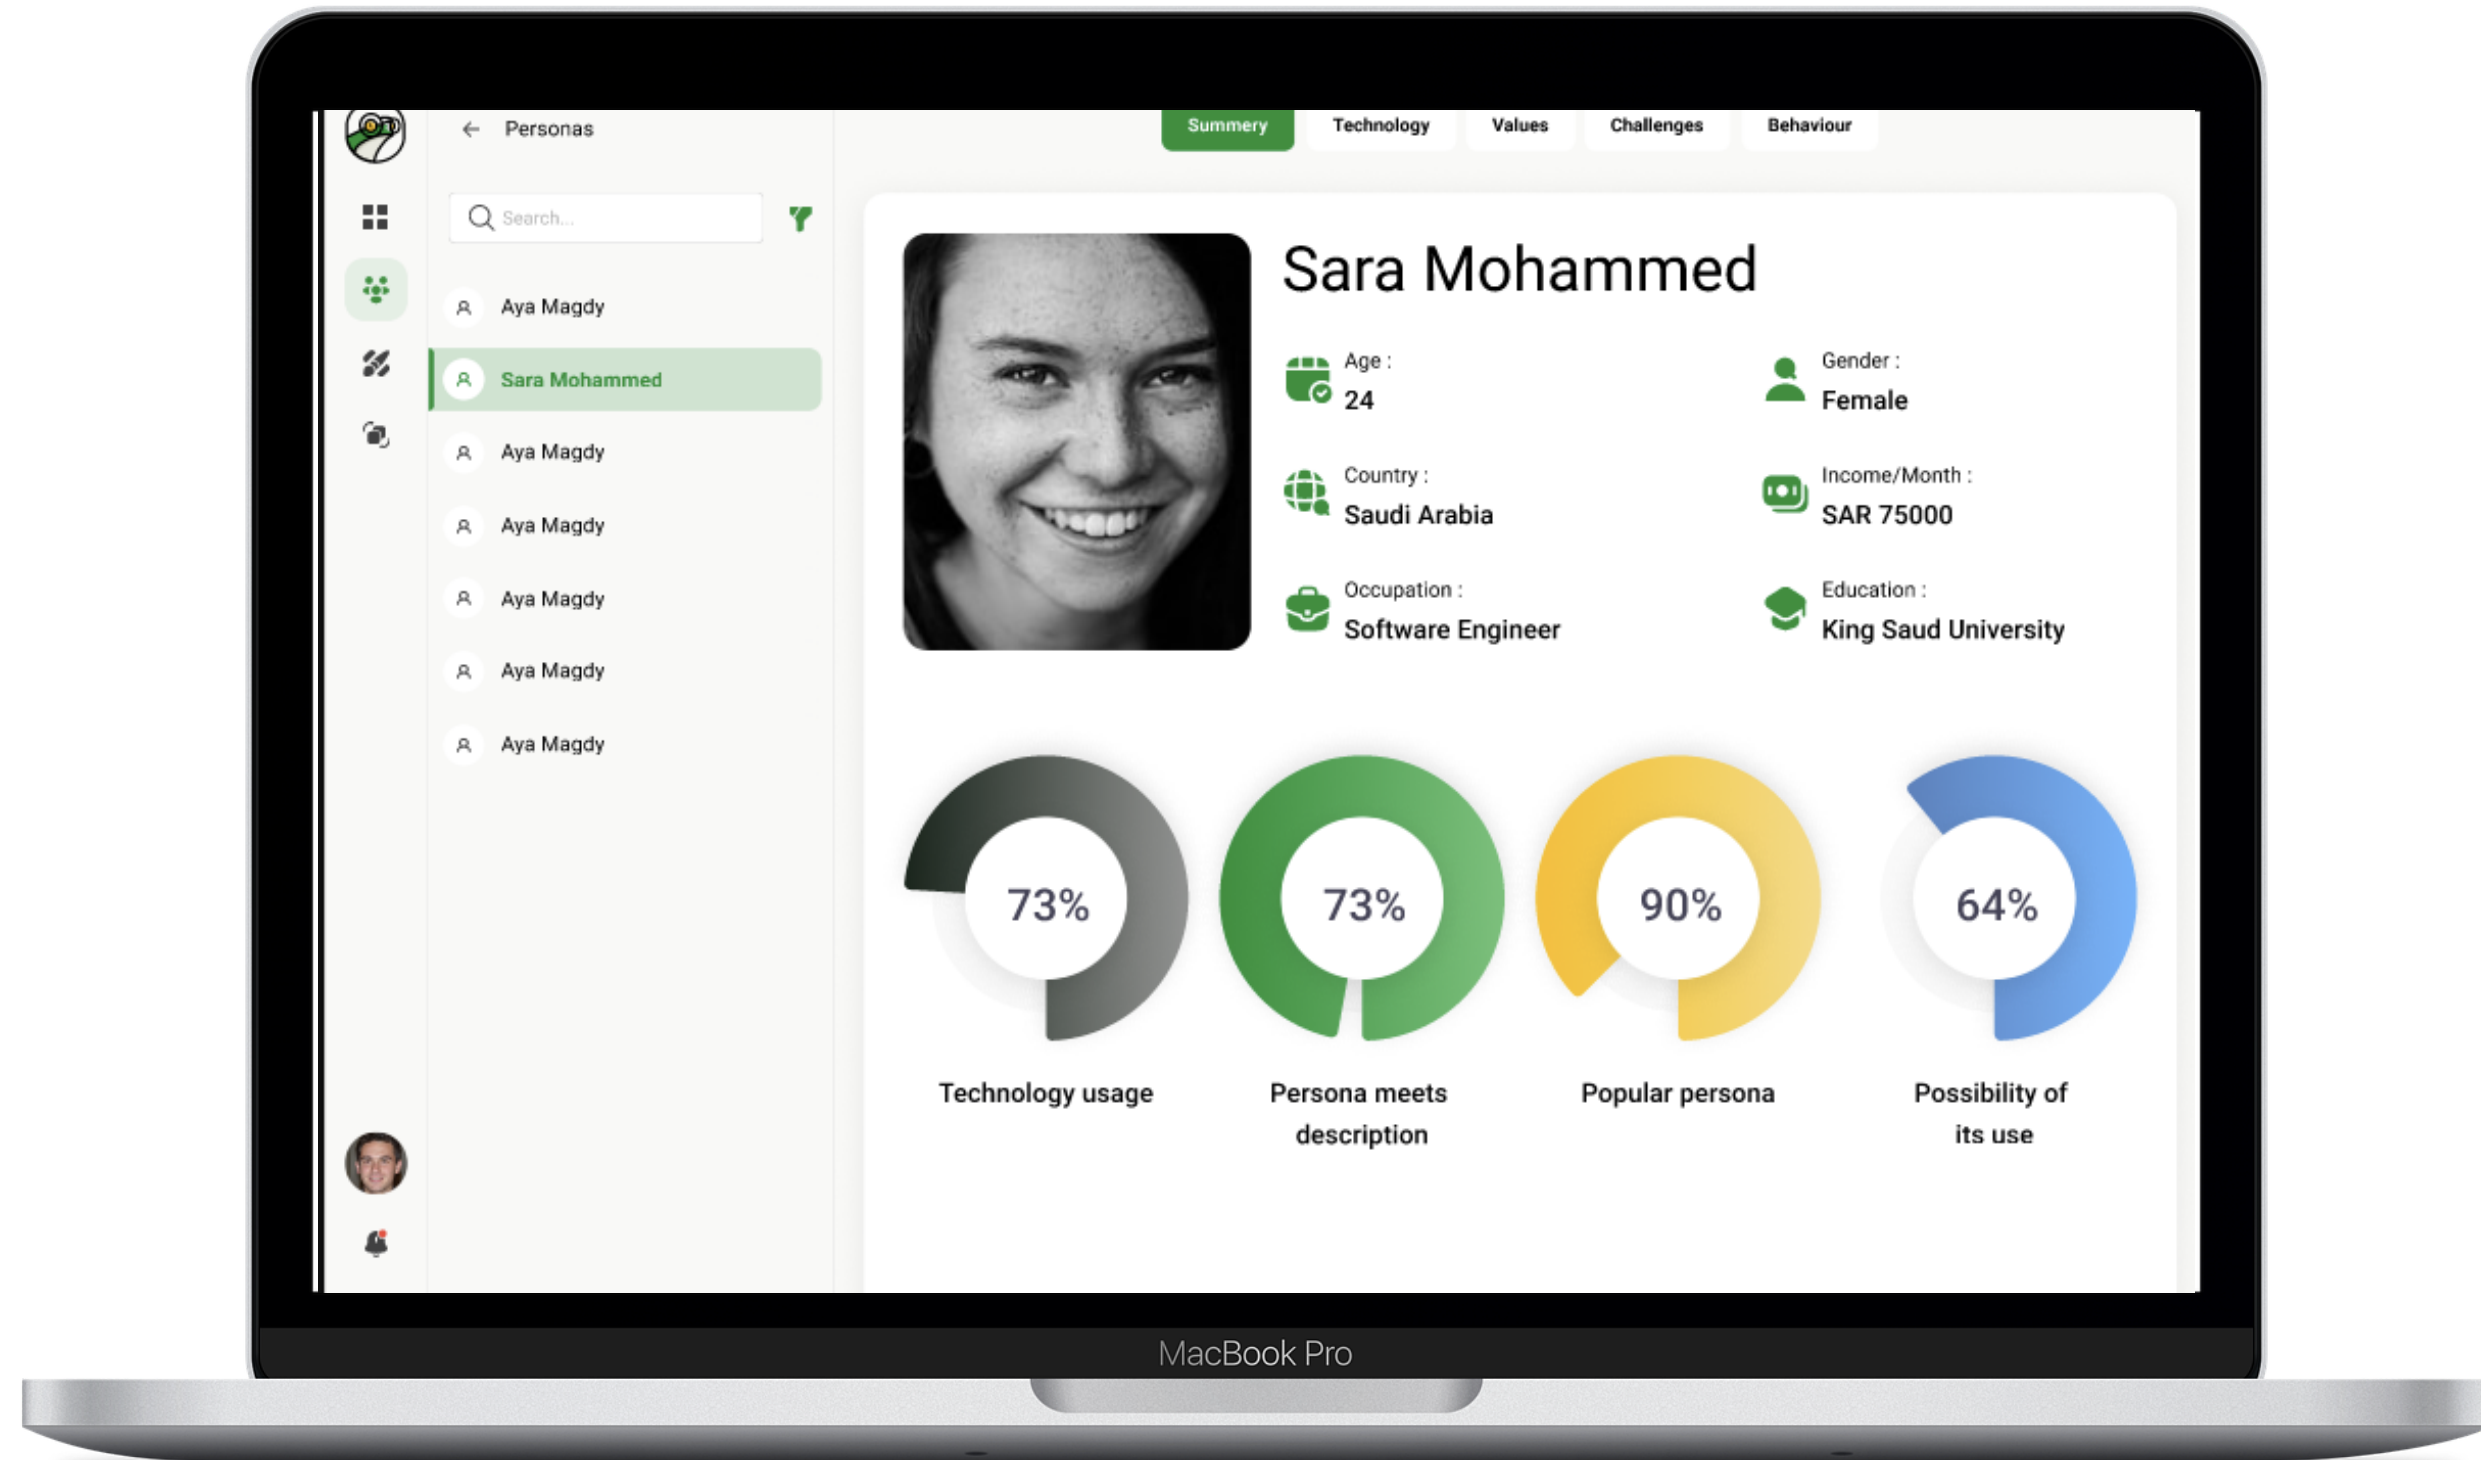 Personas
Search...
Aya Magdy
Sara Mohammed
Aya Magdy
Aya Magdy
Aya Magdy
Aya Magdy
Aya Magdy
Summery
Technology
Values
Challenges
Behaviour
Sara Mohammed
Age :
24
Gender :
Female
Country :
Saudi Arabia
Income/Month :
SAR 75000
Occupation :
Software Engineer
Education :
King Saud University
73%
Technology usage
73%
Persona meets
description
90%
Popular persona
64%
Possibility of
its use
MacBook Pro